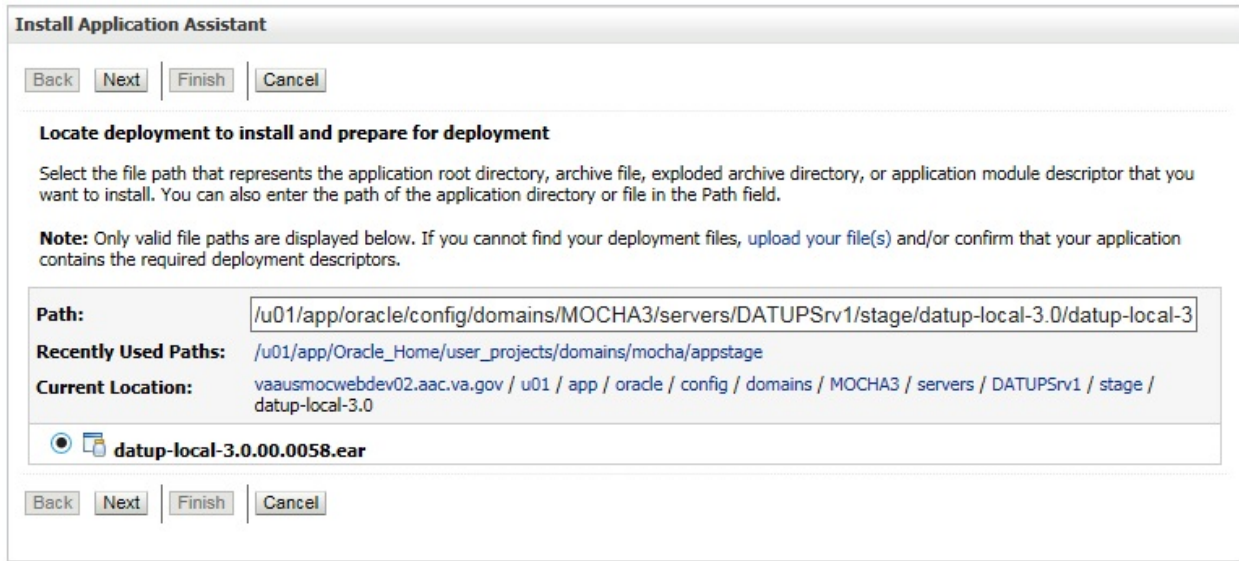 Install Application Assistant
Back Next Finish Cancel
Locate deployment to install and prepare for deployment
Select the file path that represents the application root directory, archive file, exploded archive directory, or application module descriptor that you
want to install. You can also enter the path of the application directory or file in the Path field.
Note: Only valid file paths are displayed below. If you cannot find your deployment files, upload your file(s) and/or confirm that your application
contains the required deployment descriptors.
Path: /u01/app/oracle/config/domains/MOCHA3/servers/DATUPSrv1/stage/datup-local-3.0/datup-local-3
Recently Used Paths: /u01/app/Oracle_Home/user_projects/domains/mocha/appstage
Current Location: vaausmocwebdev02.aac.va.gov / u01 / app / oracle / config / domains / MOCHA3 / servers / DATUPSrv1 / stage /
datup-local-3.0
datup-local-3.0.00.0058.ear
Back Next Finish Cancel